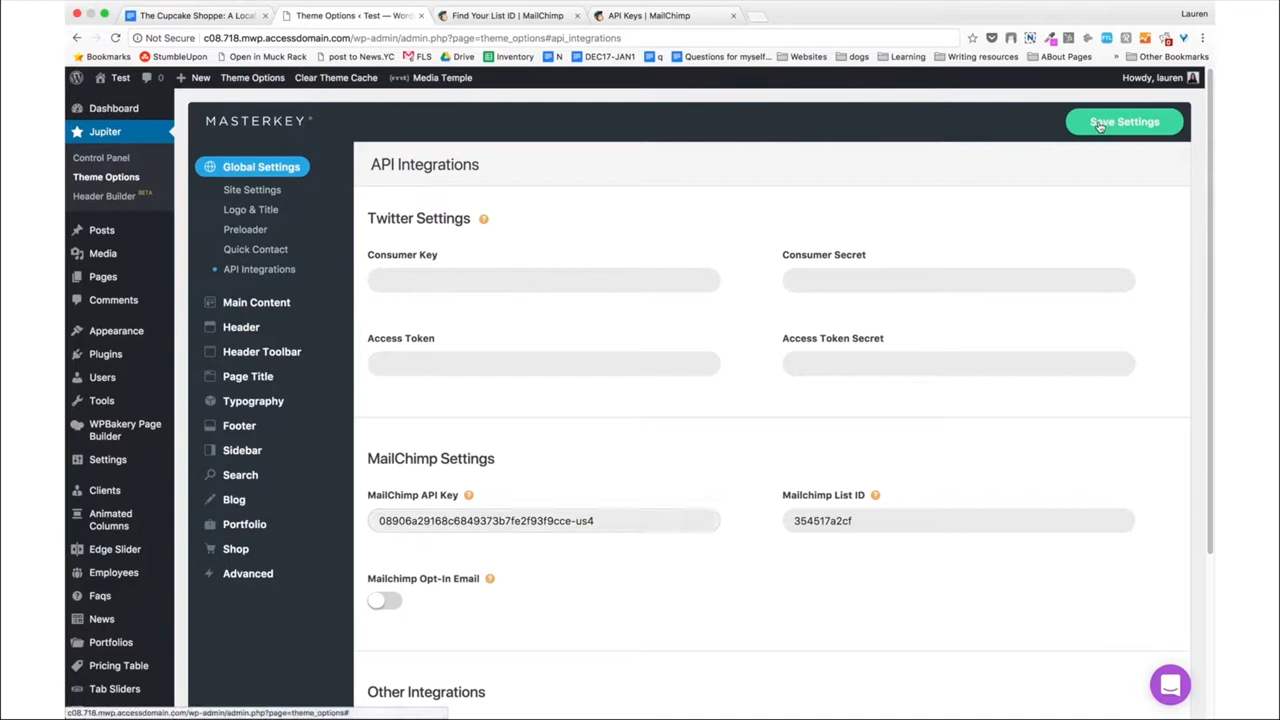 The Cupcake Shoppe: A Loca
Theme Options ‹ Test — Word
Find Your List ID | MailChimp
API Keys | MailChimp
Lauren
Not Secure | c08.718.mwp.accessdomain.com/wp-admin/admin.php?page=theme_options#api_integrations
Bookmarks StumbleUpon Open in Muck Rack post to News.YC FLS Drive Inventory N DEC17-JAN1 q Questions for myself... Websites dogs Learning Writing resources ABout Pages » Other Bookmarks
Test 0 New Theme Options Clear Theme Cache (mt) Media Temple Howdy, lauren
Dashboard
Jupiter
Control Panel
Theme Options
Header Builder BETA
Posts
Media
Pages
Comments
Appearance
Plugins
Users
Tools
WPBakery Page
Builder
Settings
Clients
Animated
Columns
Edge Slider
Employees
Faqs
News
Portfolios
Pricing Table
Tab Sliders
MASTERKEY
Save Settings
Global Settings
Site Settings
Logo & Title
Preloader
Quick Contact
API Integrations
Main Content
Header
Header Toolbar
Page Title
Typography
Footer
Sidebar
Search
Blog
Portfolio
Shop
Advanced
API Integrations
Twitter Settings ?
Consumer Key
Consumer Secret
Access Token
Access Token Secret
MailChimp Settings
MailChimp API Key ?
Mailchimp List ID ?
08906a29168c6849373b7fe2f93f9cce-us4
354517a2cf
Mailchimp Opt-In Email ?
Other Integrations
c08.718.mwp.accessdomain.com/wp-admin/admin.php?page=theme_options#